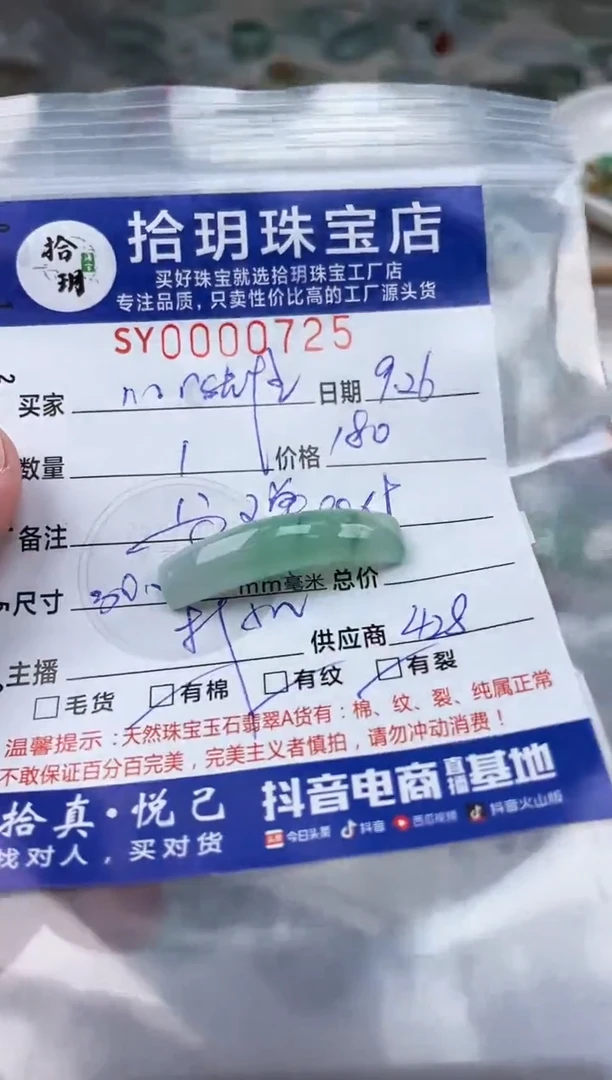 拾玥
拾玥珠宝店
买好珠宝就选拾玥珠宝工厂店
专注品质，只卖性价比高的工厂源头货
SY0000725
买家 日期 9.26
数量 1 价格 180
备注
尺寸 mm毫米 总价
主播 供应商 428
□毛货 □有棉 □有纹 □有裂
温馨提示：天然珠宝玉石翡翠A货有：棉、纹、裂、纯属正常
不敢保证百分百完美，完美主义者慎拍，请勿冲动消费！
拾真·悦己 抖音电商直播基地
找对人，买对货 头条 今日头条 抖音 西瓜视频 抖音火山版